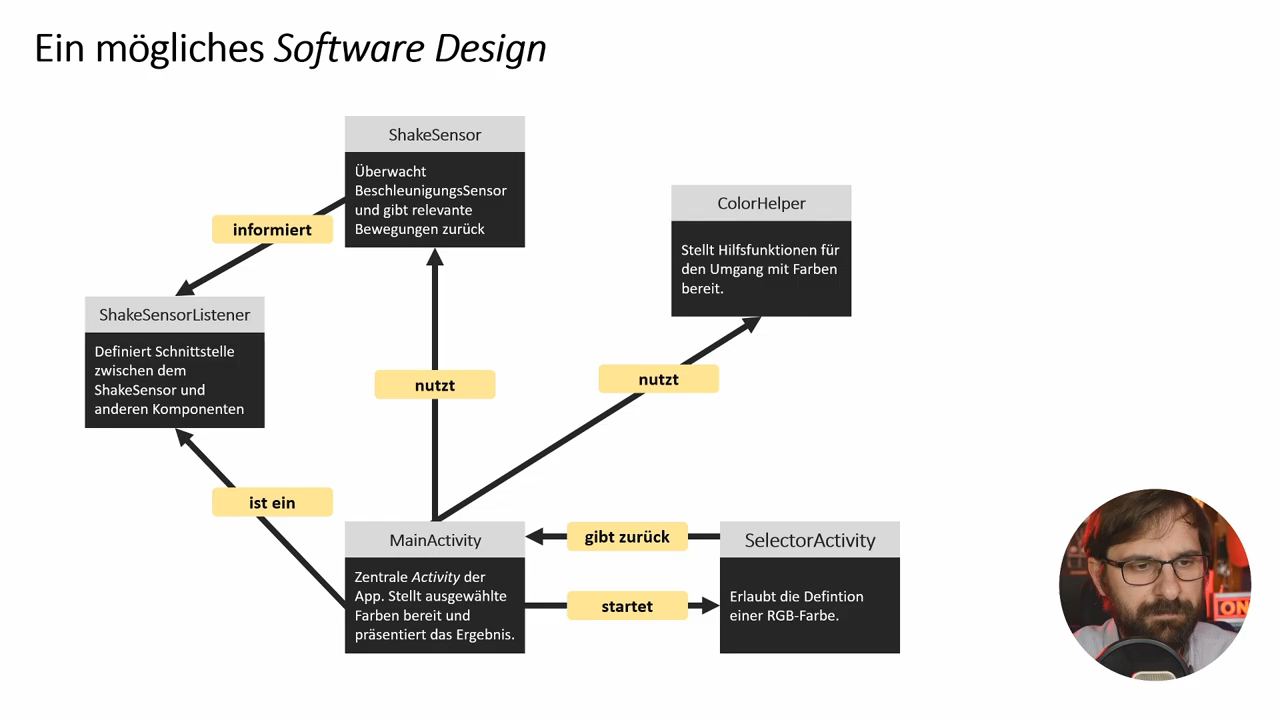 Ein mögliches Software Design
ShakeSensor
Überwacht
BeschleunigungsSensor
und gibt relevante
Bewegungen zurück
ColorHelper
Stellt Hilfsfunktionen für
den Umgang mit Farben
bereit.
informiert
ShakeSensorListener
Definiert Schnittstelle
zwischen dem
ShakeSensor und
anderen Komponenten
nutzt
nutzt
ist ein
MainActivity
Zentrale Activity der
App. Stellt ausgewählte
Farben bereit und
präsentiert das Ergebnis.
gibt zurück
startet
SelectorActivity
Erlaubt die Defintion
einer RGB-Farbe.
ON